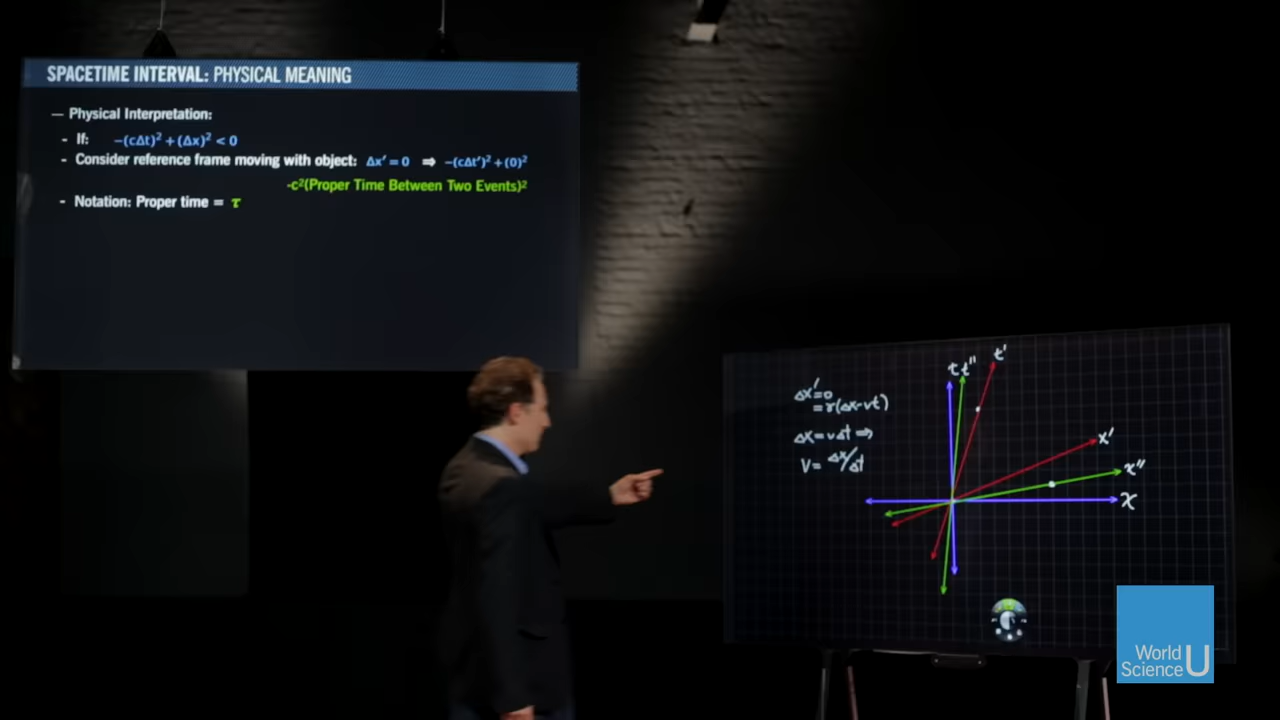 SPACETIME INTERVAL: PHYSICAL MEANING
— Physical Interpretation:
- If: -(cΔt)² + (Δx)² < 0
- Consider reference frame moving with object: Δx' = 0 ⇒ -(cΔt')² + (0)²
-c²(Proper Time Between Two Events)²
- Notation: Proper time = τ
t t'' t'
Δx'=0
=γ(Δx-vt)
Δx=vΔt ⇒
V= Δx/Δt
x'
x''
x
World
Science U